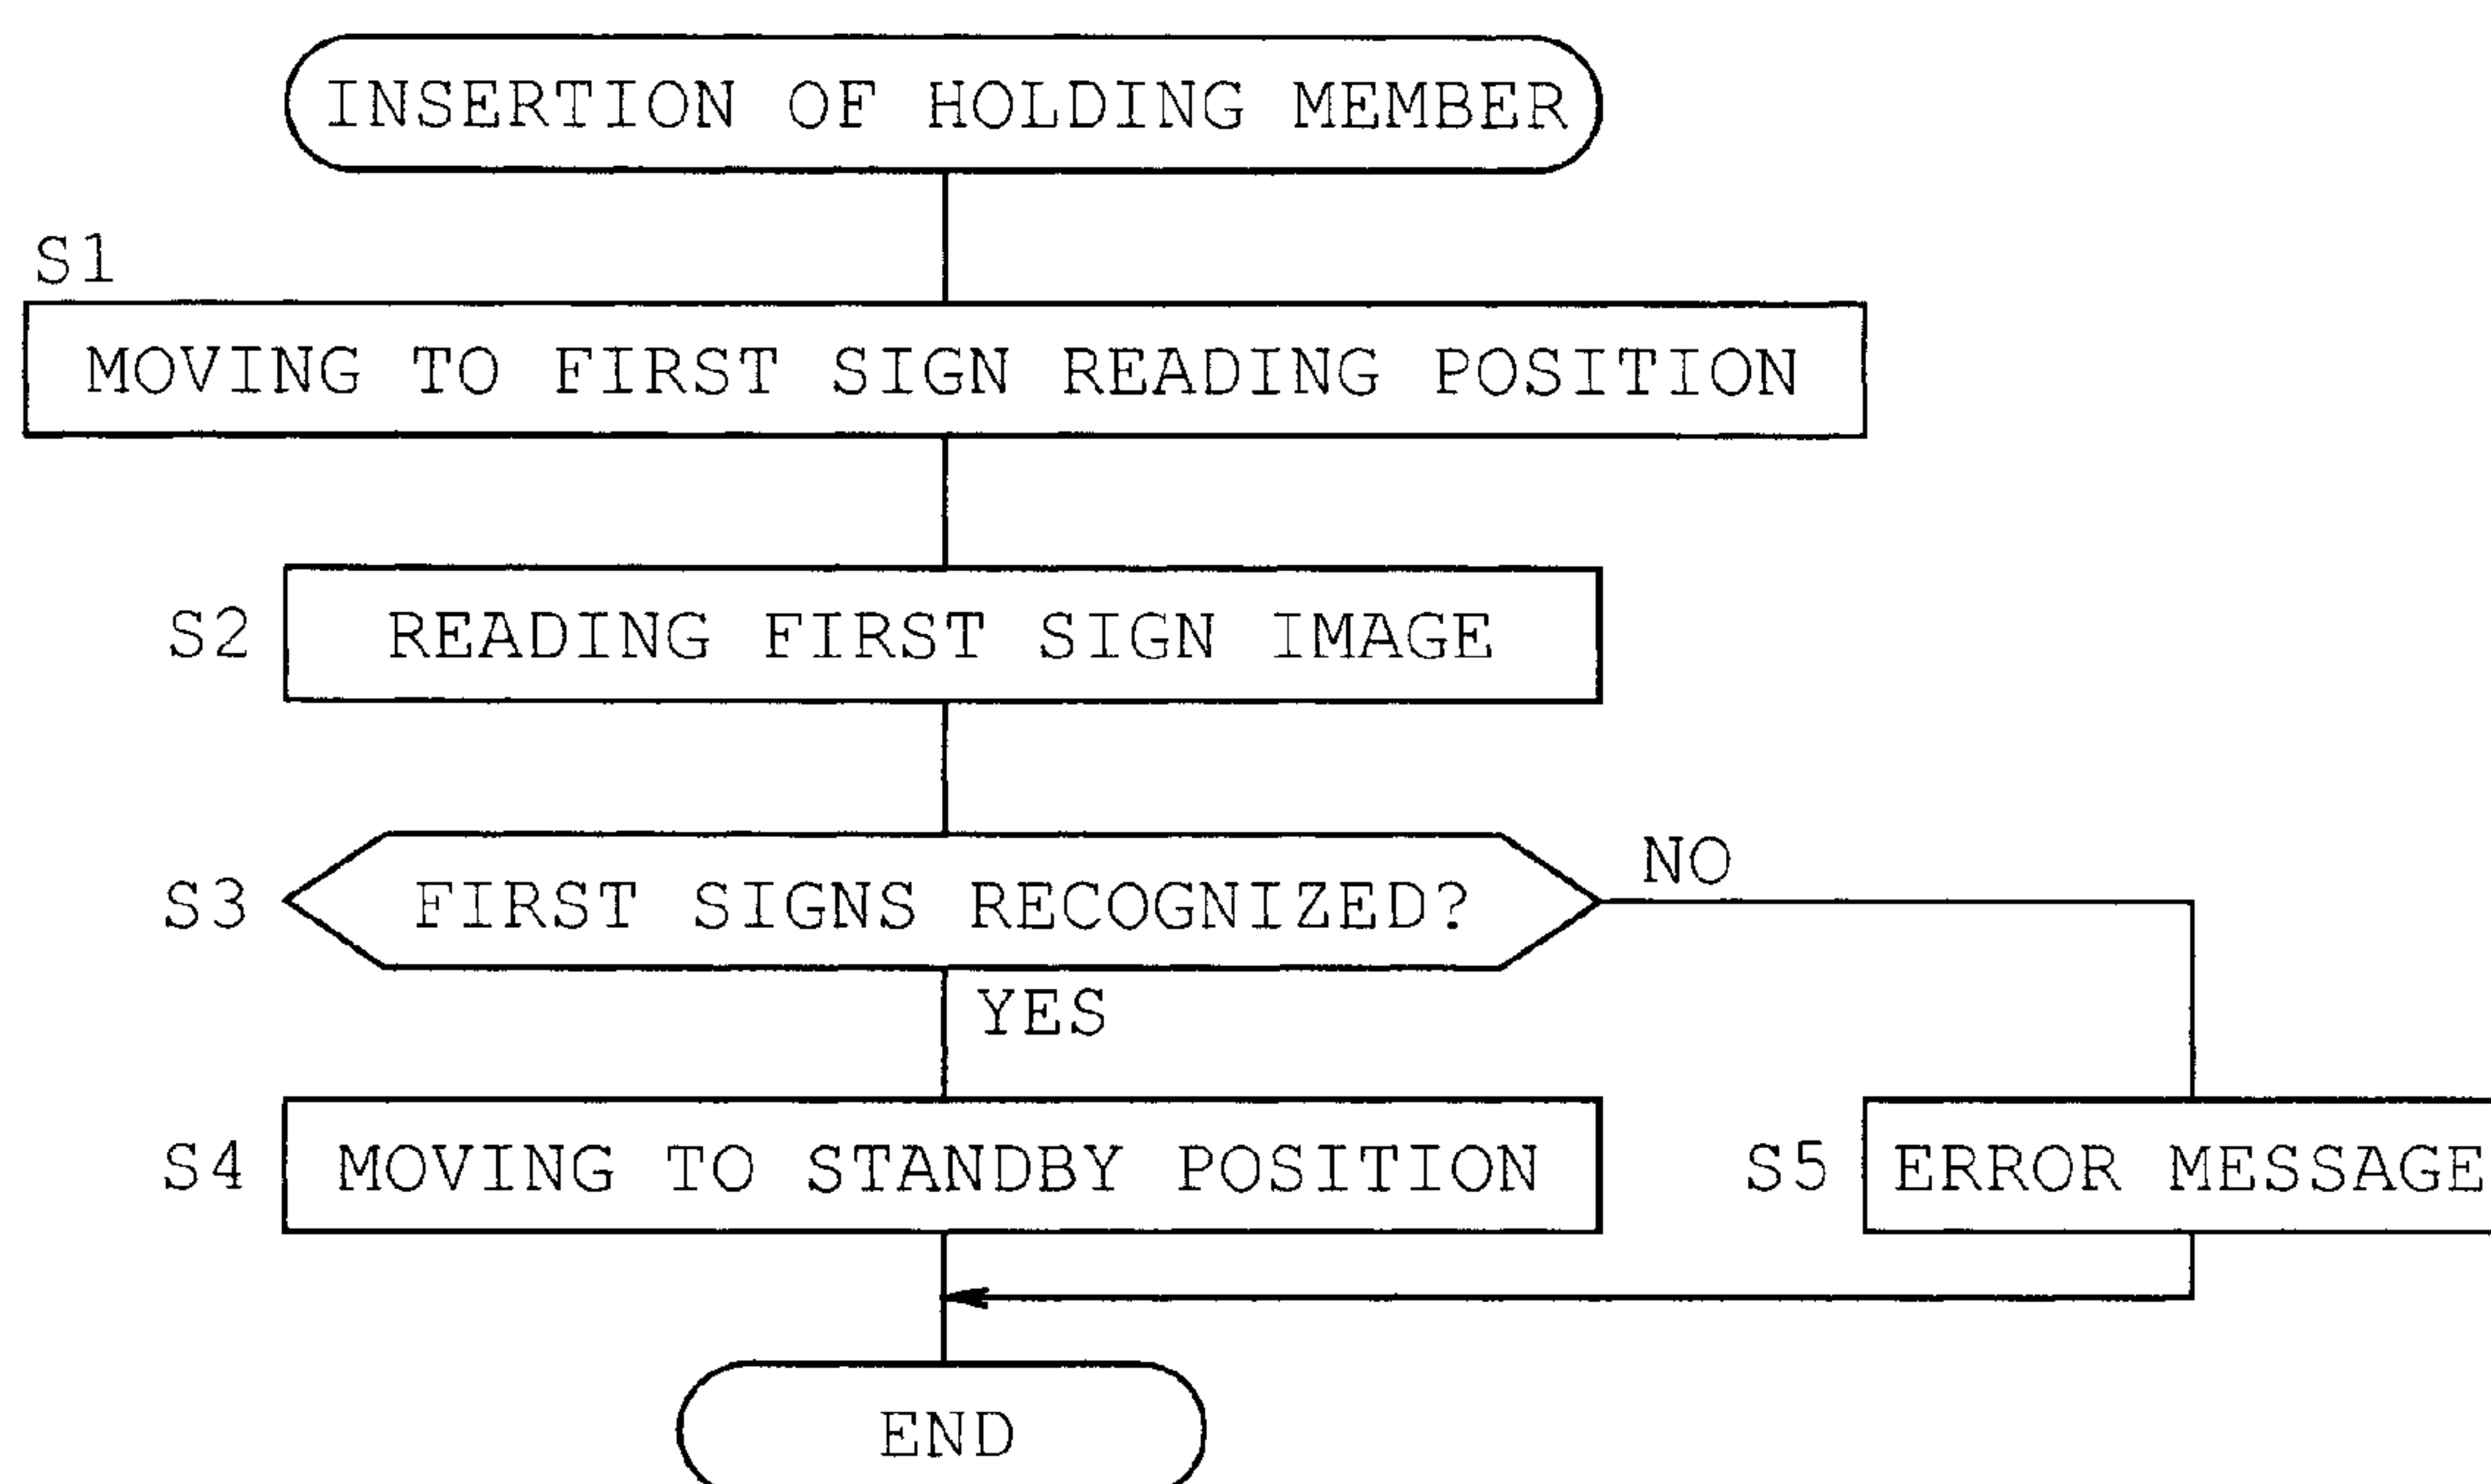 INSERTION OF HOLDING MEMBER
S1
MOVING TO FIRST SIGN READING POSITION
S2 READING FIRST SIGN IMAGE
S3 FIRST SIGNS RECOGNIZED? NO
YES
S4 MOVING TO STANDBY POSITION S5 ERROR MESSAGE
END